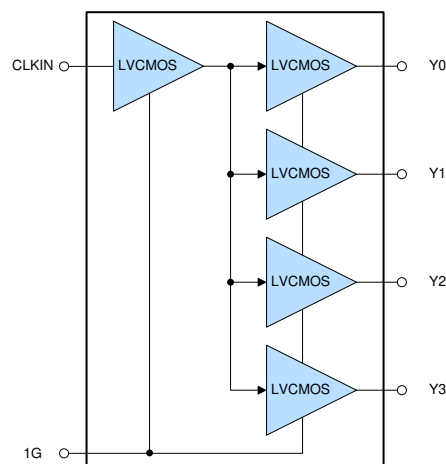 CLKIN
LVCMOS
LVCMOS
Y0
LVCMOS
Y1
LVCMOS
Y2
LVCMOS
Y3
1G